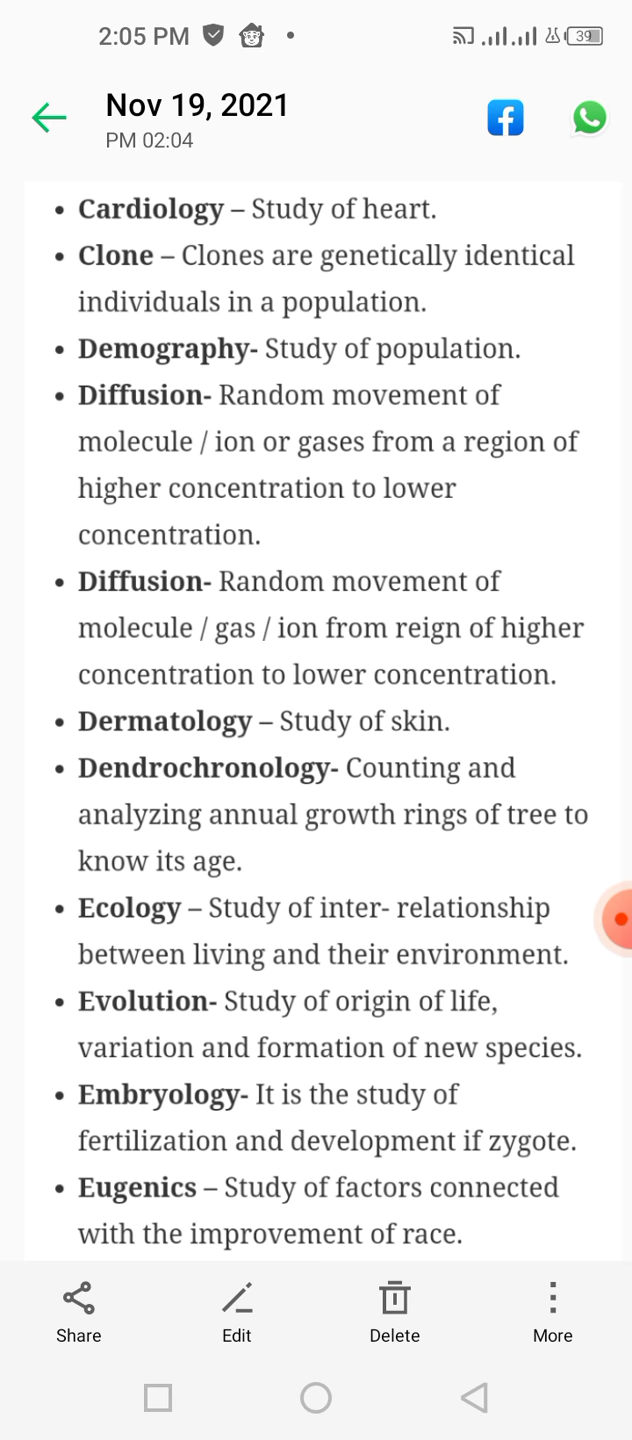 2:05 PM
39
Nov 19, 2021
PM 02:04
• Cardiology – Study of heart.
• Clone – Clones are genetically identical
individuals in a population.
• Demography- Study of population.
• Diffusion- Random movement of
molecule / ion or gases from a region of
higher concentration to lower
concentration.
• Diffusion- Random movement of
molecule / gas / ion from reign of higher
concentration to lower concentration.
• Dermatology – Study of skin.
• Dendrochronology- Counting and
analyzing annual growth rings of tree to
know its age.
• Ecology – Study of inter- relationship
between living and their environment.
• Evolution- Study of origin of life,
variation and formation of new species.
• Embryology- It is the study of
fertilization and development if zygote.
• Eugenics – Study of factors connected
with the improvement of race.
Share Edit Delete More